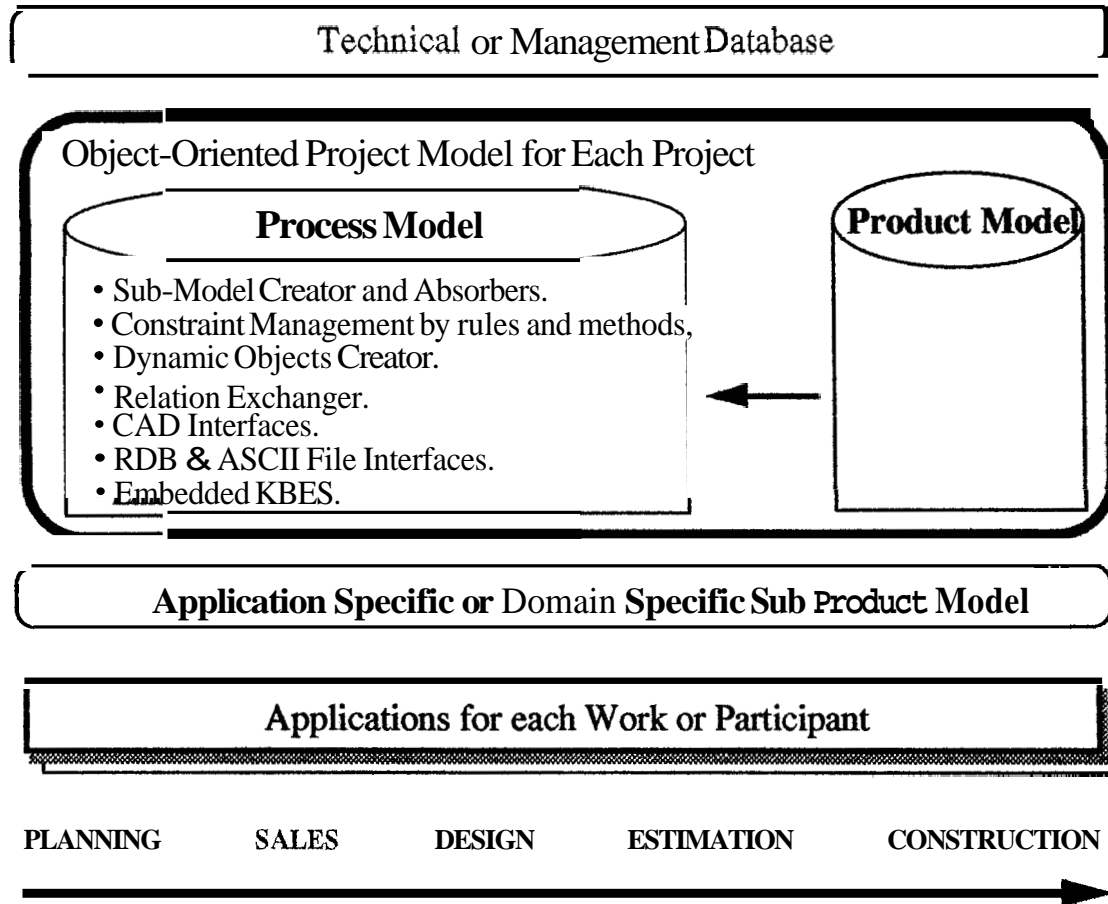 Technical or Management Database
Object-Oriented Project Model for Each Project
Process Model
• Sub-Model Creator and Absorbers.
• Constraint Management by rules and methods,
• Dynamic Objects Creator.
• Relation Exchanger.
• CAD Interfaces.
• RDB & ASCII File Interfaces.
• Embedded KBES.
Product Model
Application Specific or Domain Specific Sub Product Model
Applications for each Work or Participant
PLANNING SALES DESIGN ESTIMATION CONSTRUCTION